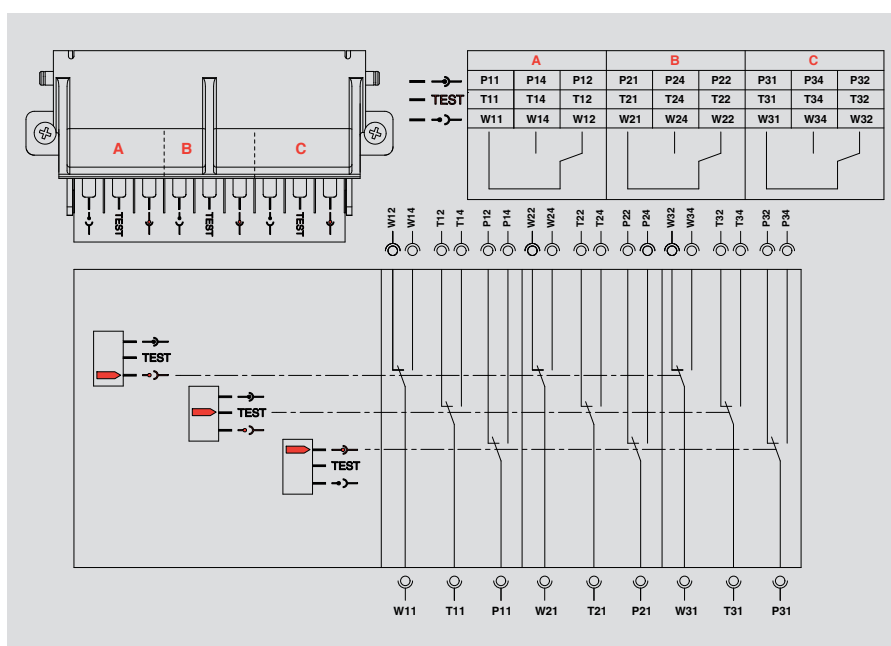 A B C
P11 P14 P12 P21 P24 P22 P31 P34 P32
TEST T11 T14 T12 T21 T24 T22 T31 T34 T32
W11 W14 W12 W21 W24 W22 W31 W34 W32
A B C
TEST TEST TEST
W12 W14 T12 T14 P12 P14 W22 W24 T22 T24 P22 P24 W32 W34 T32 T34 P32 P34
TEST
TEST
TEST
W11 T11 P11 W21 T21 P21 W31 T31 P31